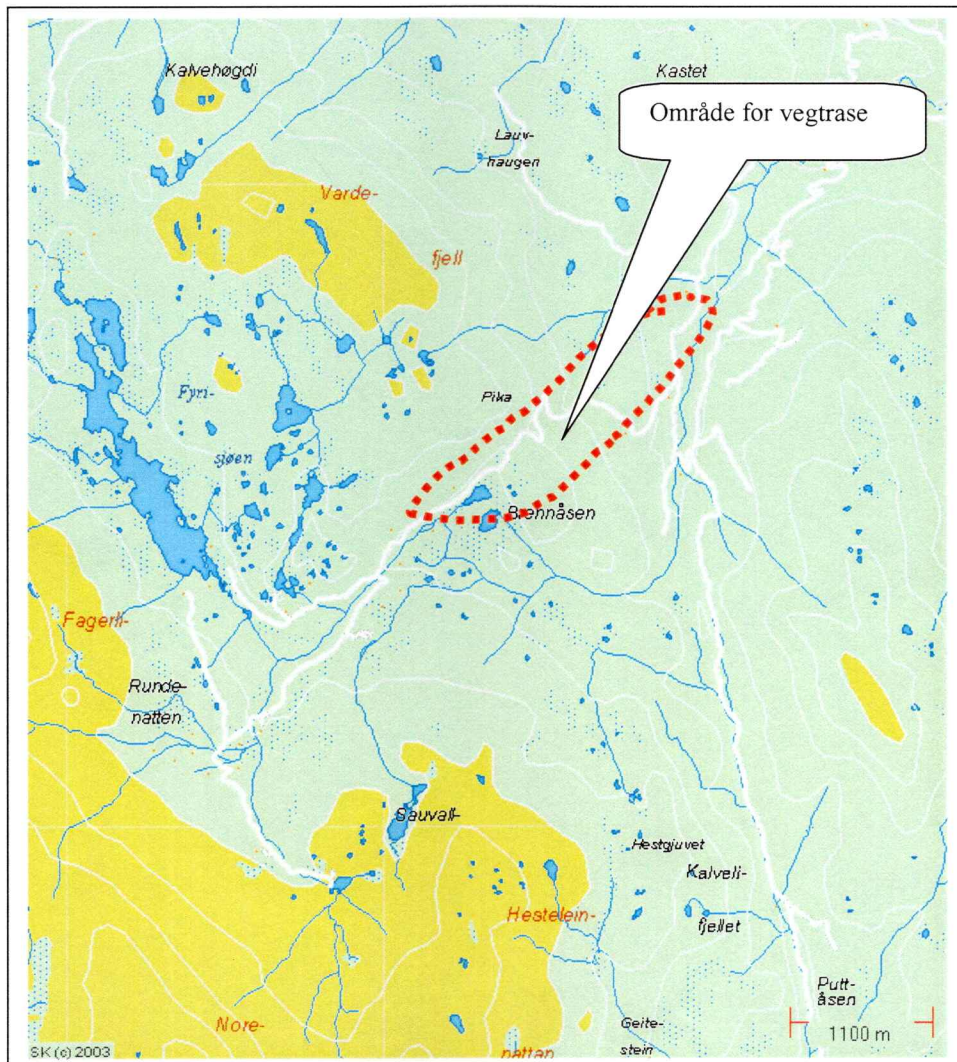 Kalvehøgdi
Kastet
Område for vegtrase
Lauv-
haugen
Varde-
fjell
Fyri-
sjøen
Pika
Brennåsen
Fagerli-
Runde-
natten
Sauvall-
Hestgjuvet
Kalveli-
fjellet
Hestelein-
Putt-
åsen
Nore-
nattan
Geite-
stein
1100 m
SK (c) 2003